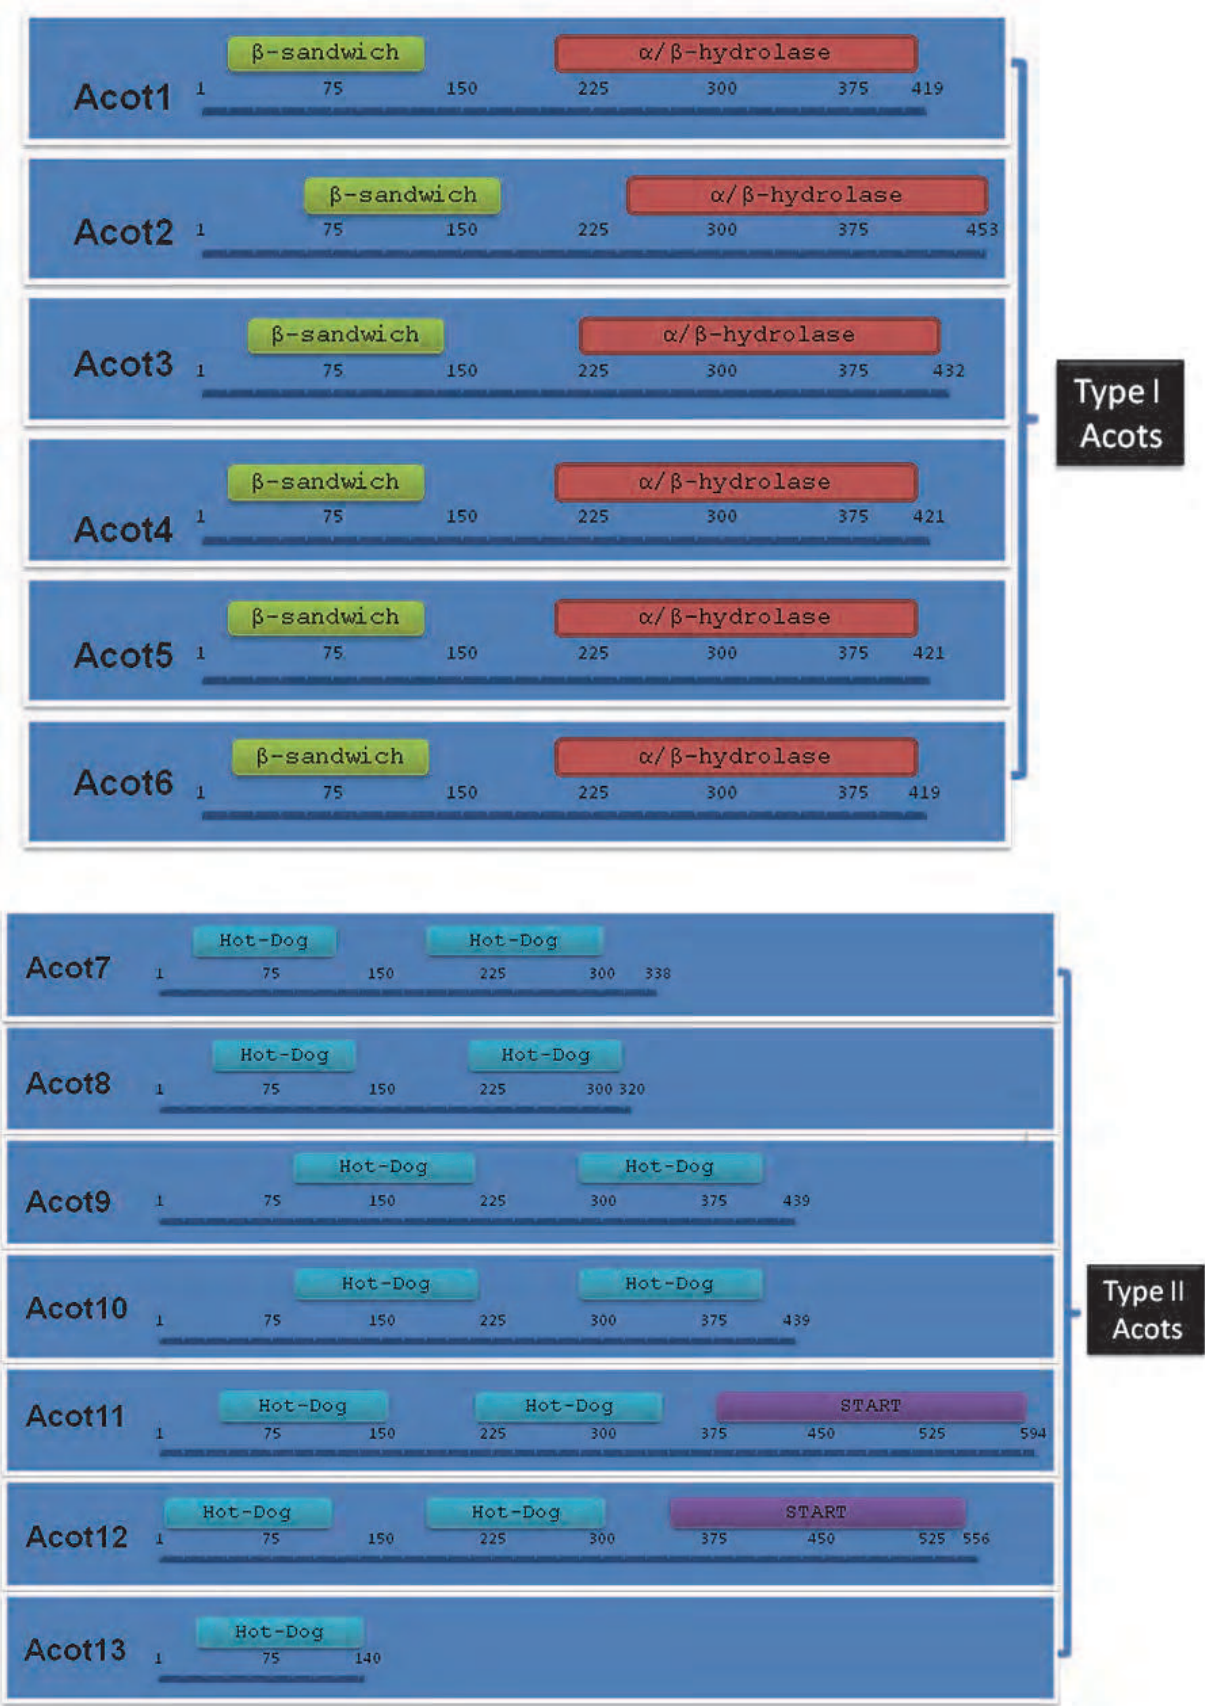 β-sandwich α/β-hydrolase
Acot1 1 75 150 225 300 375 419
β-sandwich α/β-hydrolase
Acot2 1 75 150 225 300 375 453
β-sandwich α/β-hydrolase
Acot3 1 75 150 225 300 375 432
Type I
Acots
β-sandwich α/β-hydrolase
Acot4 1 75 150 225 300 375 421
β-sandwich α/β-hydrolase
Acot5 1 75 150 225 300 375 421
β-sandwich α/β-hydrolase
Acot6 1 75 150 225 300 375 419
Hot-Dog Hot-Dog
Acot7 1 75 150 225 300 338
Hot-Dog Hot-Dog
Acot8 1 75 150 225 300 320
Hot-Dog Hot-Dog
Acot9 1 75 150 225 300 375 439
Hot-Dog Hot-Dog
Acot10 1 75 150 225 300 375 439
Type II
Acots
Hot-Dog Hot-Dog START
Acot11 1 75 150 225 300 375 450 525 594
Hot-Dog Hot-Dog START
Acot12 1 75 150 225 300 375 450 525 556
Hot-Dog
Acot13 1 75 140